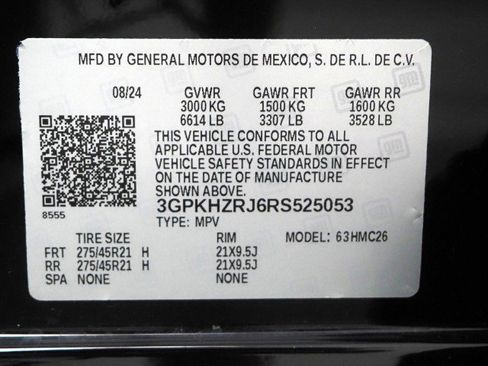 MFD BY GENERAL MOTORS DE MEXICO, S. DE R.L. DE C.V.
08/24 GVWR GAWR FRT GAWR RR
3000 KG 1500 KG 1600 KG
6614 LB 3307 LB 3528 LB
THIS VEHICLE CONFORMS TO ALL
APPLICABLE U.S. FEDERAL MOTOR
VEHICLE SAFETY STANDARDS IN EFFECT
ON THE DATE OF MANUFACTURE
SHOWN ABOVE.
8555 3GPKHZRJ6RS525053
TYPE: MPV
TIRE SIZE RIM MODEL: 63HMC26
FRT 275/45R21 H 21X9.5J
RR 275/45R21 H 21X9.5J
SPA NONE NONE